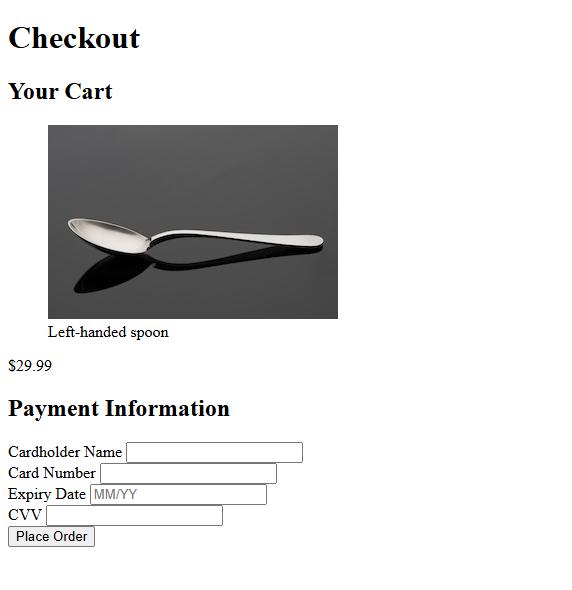 Checkout
Your Cart
Left-handed spoon
$29.99
Payment Information
Cardholder Name
Card Number
Expiry Date MM/YY
CVV
Place Order